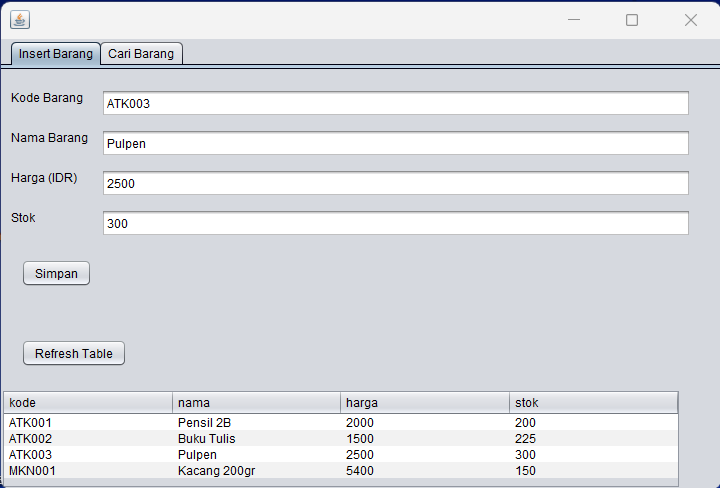 Insert Barang Cari Barang
Kode Barang ATK003
Nama Barang Pulpen
Harga (IDR) 2500
Stok 300
Simpan
Refresh Table
kode nama harga stok
ATK001 Pensil 2B 2000 200
ATK002 Buku Tulis 1500 225
ATK003 Pulpen 2500 300
MKN001 Kacang 200gr 5400 150